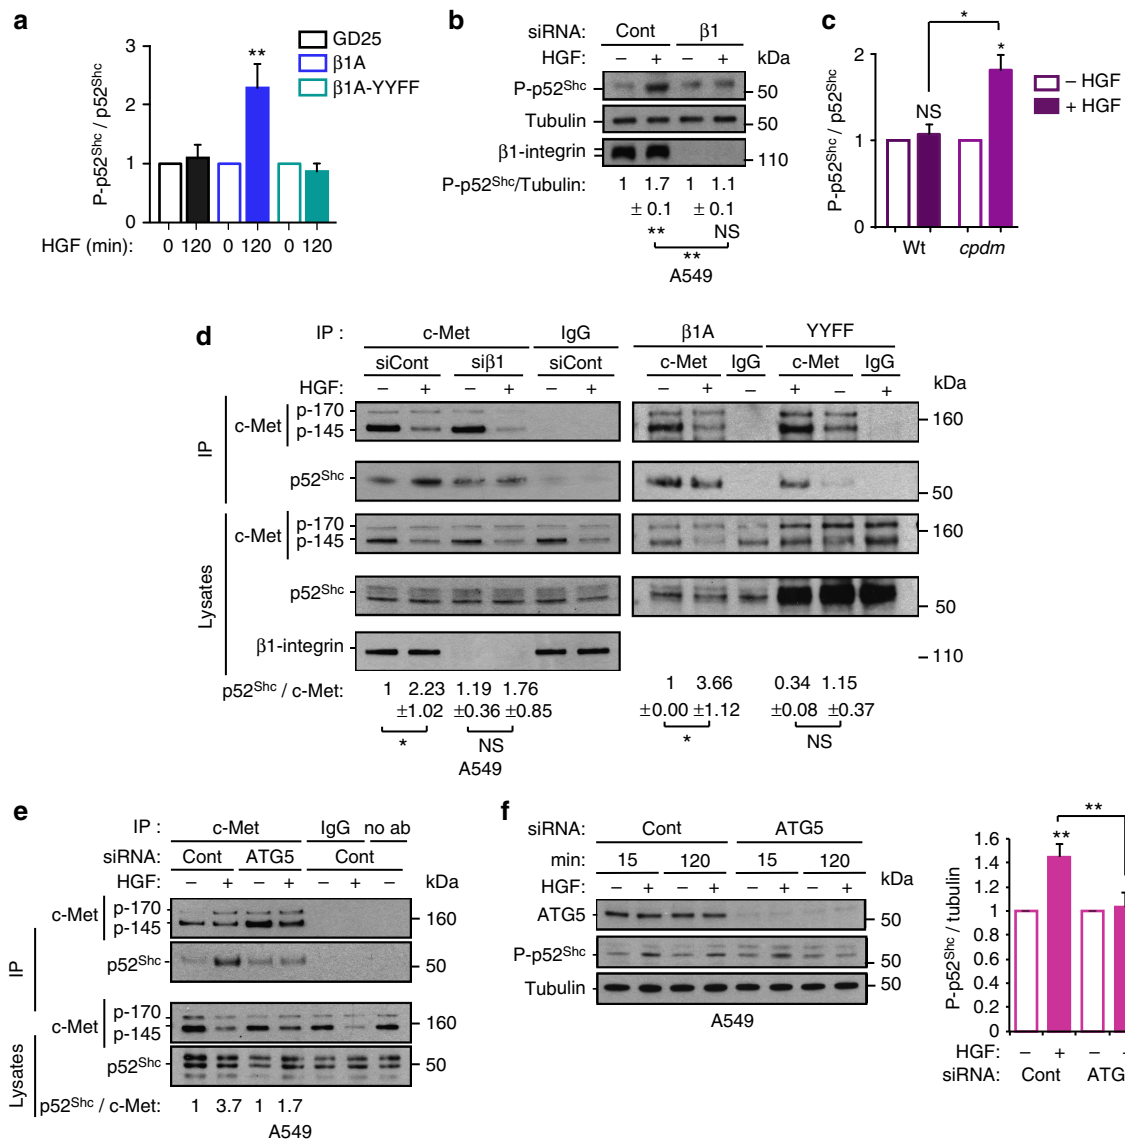 a
P-p52Shc / p52Shc
3
2
1
0
**
GD25
β1A
β1A-YYFF
HGF (min): 0 120 0 120 0 120
b
siRNA: Cont β1
HGF: – + – + kDa
P-p52Shc 50
Tubulin 50
β1-integrin 110
P-p52Shc/Tubulin: 1 1.7 1 1.1
± 0.1 ± 0.1
** NS
**
A549
c
P-p52Shc / p52Shc
2
1
0
*
NS *
– HGF
+ HGF
Wt cpdm
d
IP : c-Met IgG β1A YYFF
siCont siβ1 siCont c-Met IgG c-Met IgG
HGF: – + – + – + – + – + – + kDa
IP
c-Met p-170 160
p-145
p52Shc 50
Lysates
c-Met p-170 160
p-145
p52Shc 50
β1-integrin 110
p52Shc / c-Met: 1 2.23 1.19 1.76 1 3.66 0.34 1.15
±1.02 ±0.36 ±0.85 ±0.00 ±1.12 ±0.08 ±0.37
* NS * NS
A549
e
IP : c-Met IgG no ab
siRNA: Cont ATG5 Cont
HGF: – + – + – + – kDa
IP
c-Met p-170 160
p-145
p52Shc 50
Lysates
c-Met p-170 160
p-145
p52Shc 50
p52Shc / c-Met: 1 3.7 1 1.7
A549
f
siRNA: Cont ATG5
min: 15 120 15 120
HGF: – + – + – + – + kDa
ATG5 50
P-p52Shc
Tubulin 50
A549
P-p52Shc / tubulin
1.6
1.4
1.2
1
0.8
0.6
0.4
0.2
0
**
**
HGF: – + –
siRNA: Cont ATG